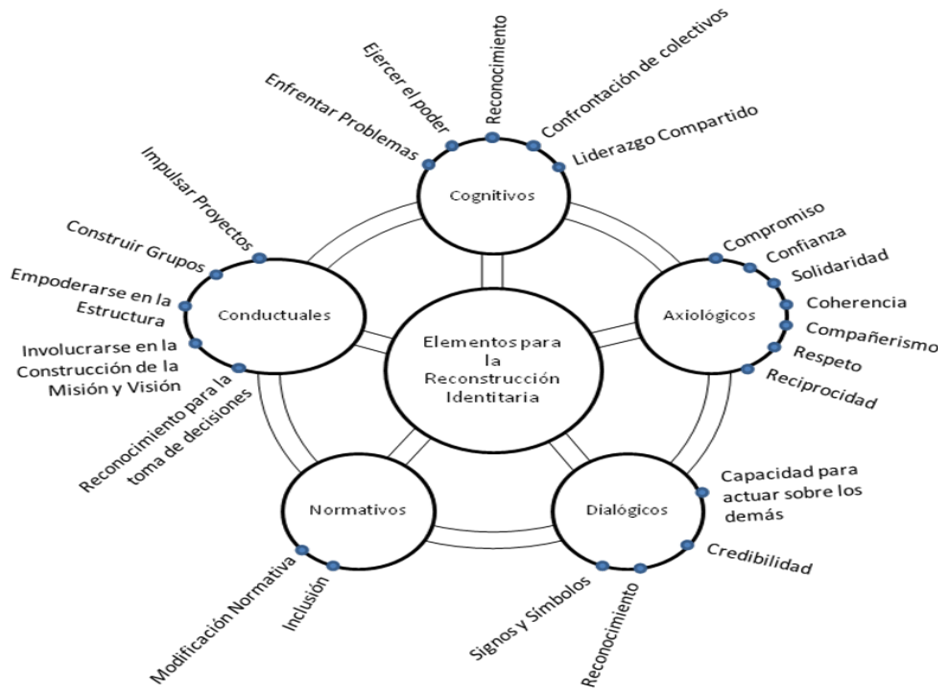 Reconocimiento
Ejercer el poder
Enfrentar Problemas
Confrontación de colectivos
Liderazgo Compartido
Cognitivos
Impulsar Proyectos
Construir Grupos
Empoderarse en la
Estructura
Involucrarse en la
Construcción de la
Misión y Visión
Reconocimiento para la
toma de decisiones
Conductuales
Compromiso
Confianza
Solidaridad
Coherencia
Compañerismo
Respeto
Reciprocidad
Axiológicos
Elementos para
la
Reconstrucción
Identitaria
Normativos
Modificación Normativa
Inclusión
Dialógicos
Capacidad para
actuar sobre los
demás
Credibilidad
Signos y Símbolos
Reconocimiento